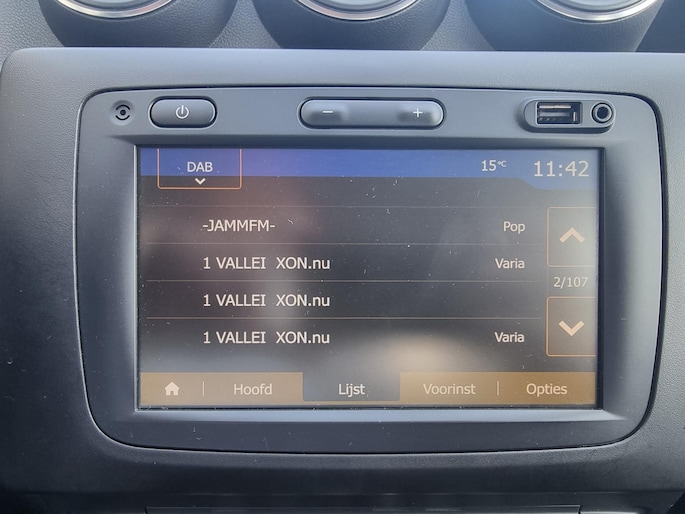 DAB 15°C 11:42
-JAMMFM- Pop
1 VALLEI XON.nu Varia
1 VALLEI XON.nu
2/107
1 VALLEI XON.nu Varia
Hoofd Lijst Voorinst Opties